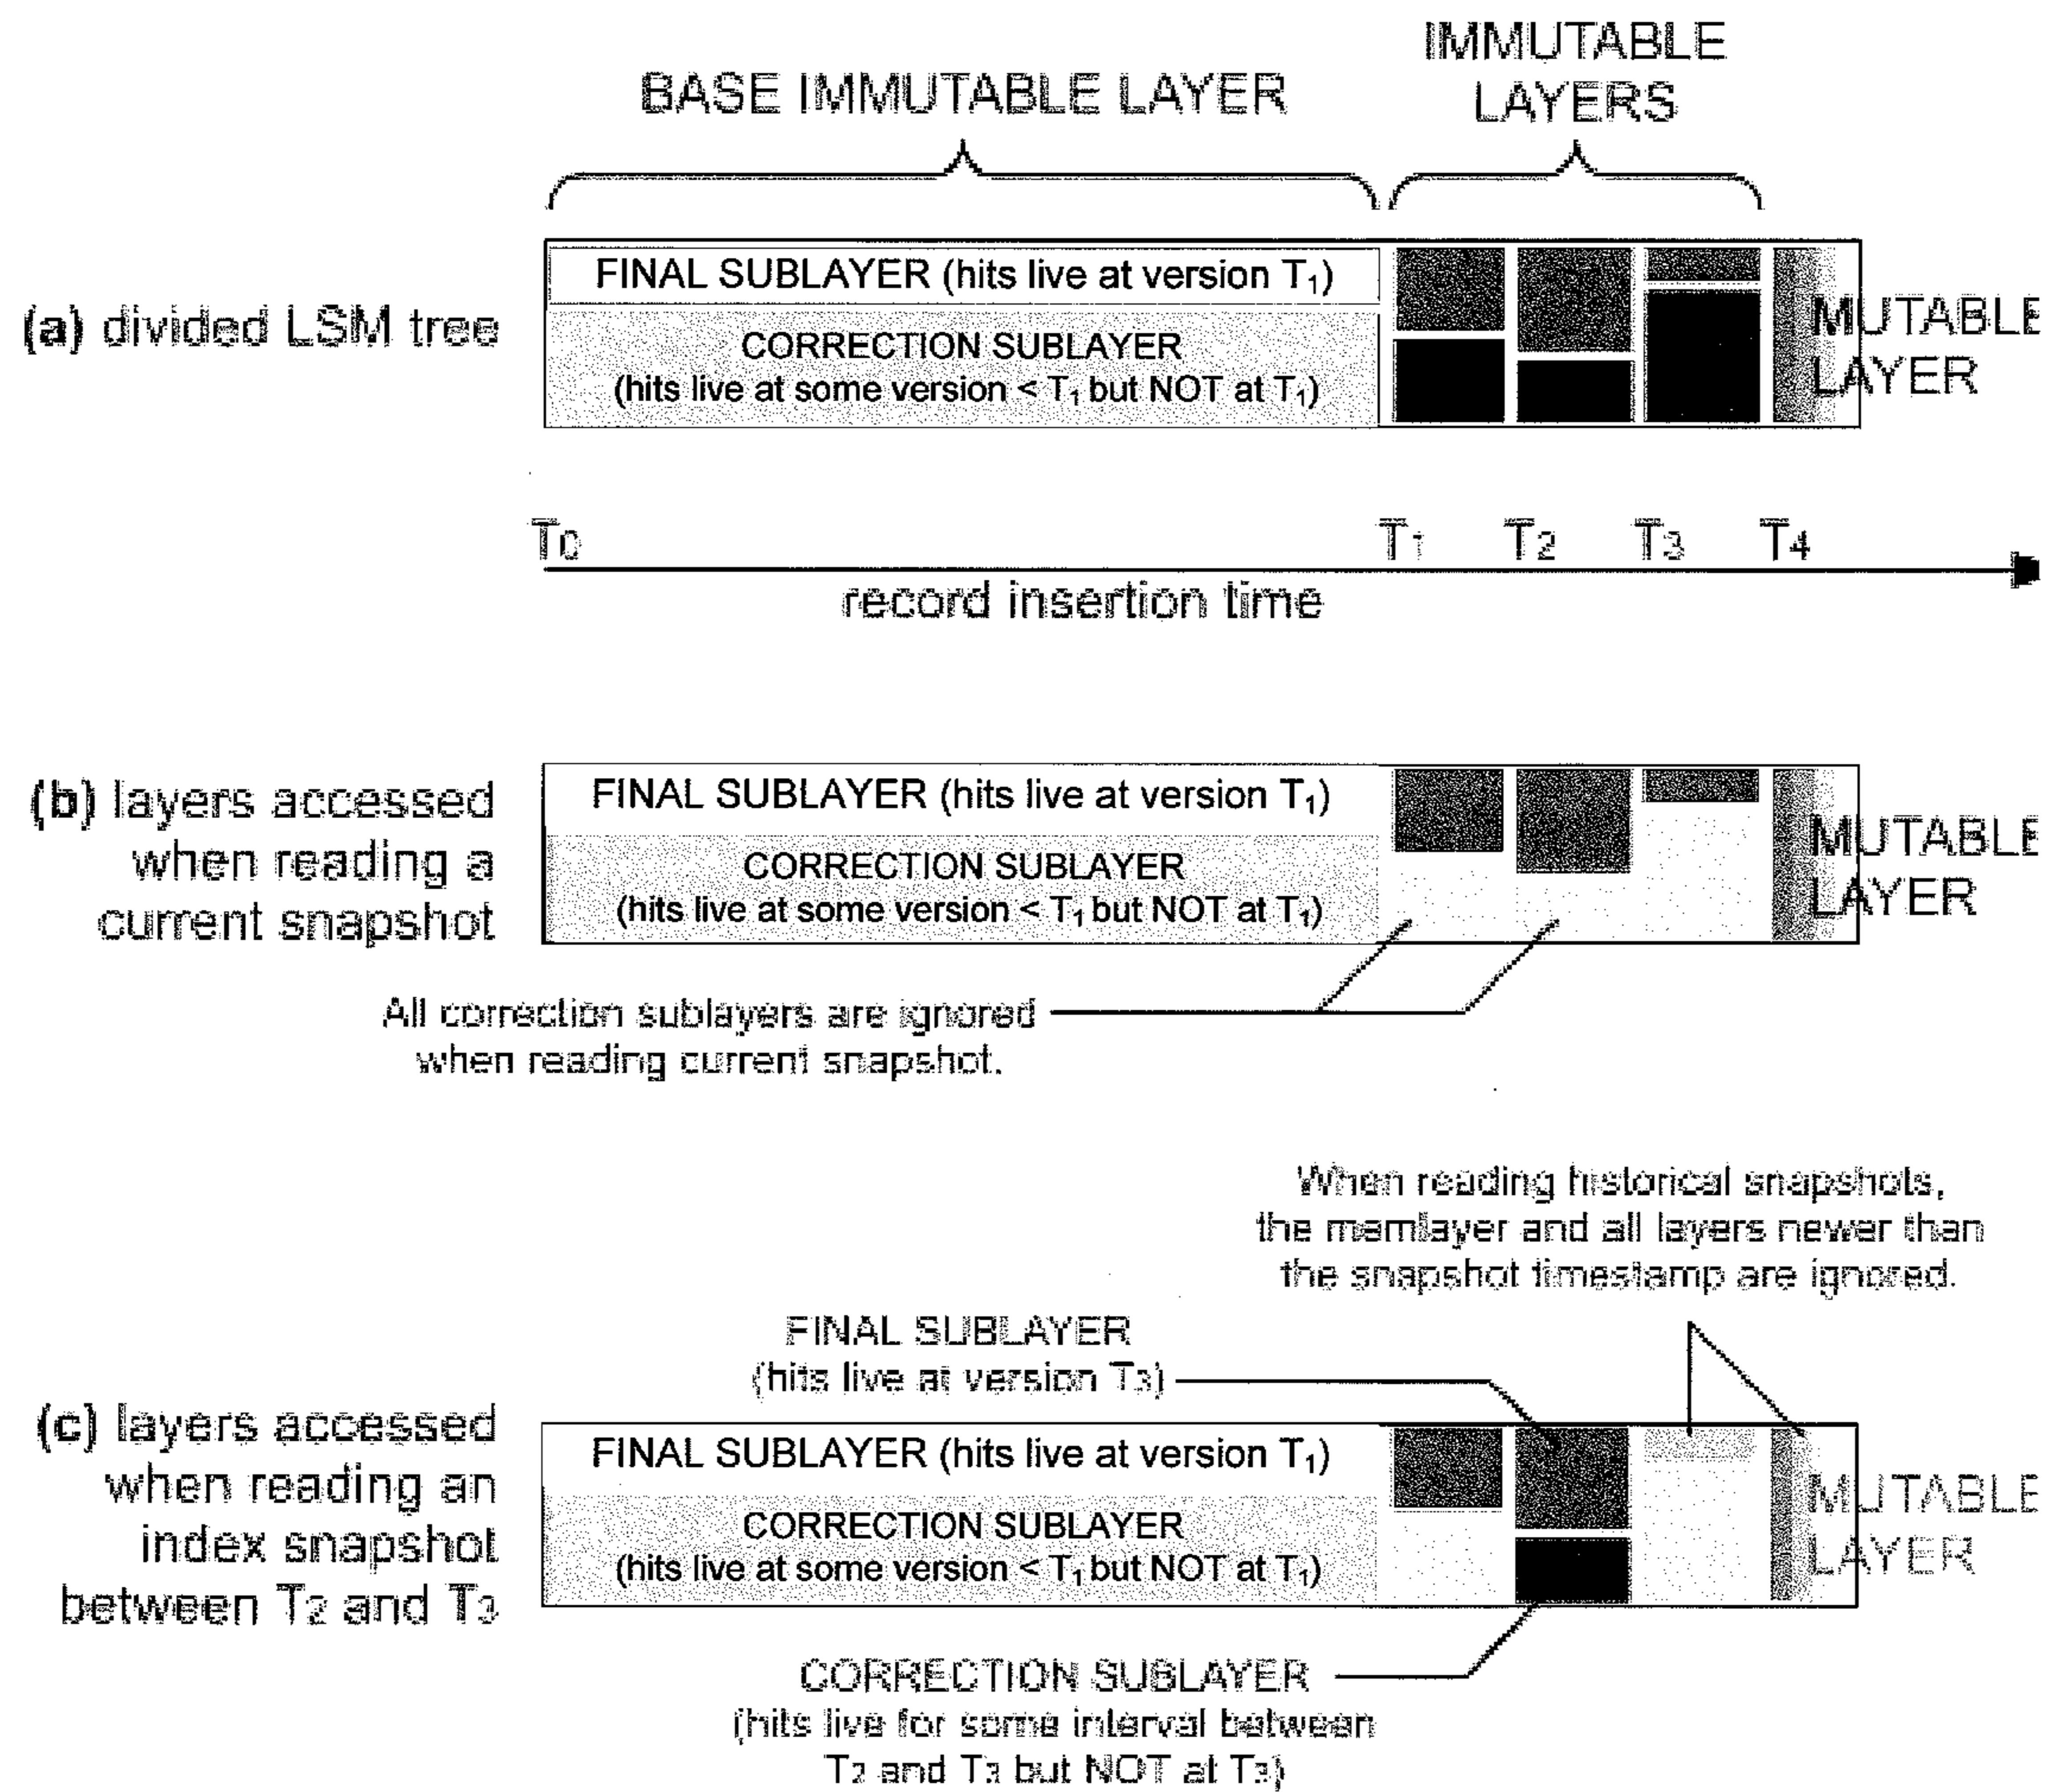 BASE IMMUTABLE LAYER
IMMUTABLE
LAYERS
(a) divided LSM tree
FINAL SUBLAYER (hits live at version T₁)
CORRECTION SUBLAYER
(hits live at some version < T₁ but NOT at T₁)
MUTABLE
LAYER
T₀ T₁ T₂ T₃ T₄
record insertion time
(b) layers accessed
when reading a
current snapshot
FINAL SUBLAYER (hits live at version T₁)
CORRECTION SUBLAYER
(hits live at some version < T₁ but NOT at T₁)
MUTABLE
LAYER
All correction sublayers are ignored
when reading current snapshot.
When reading historical snapshots,
the memlayer and all layers newer than
the snapshot timestamp are ignored.
FINAL SUBLAYER
(hits live at version T₃)
(c) layers accessed
when reading an
index snapshot
between T₂ and T₃
FINAL SUBLAYER (hits live at version T₁)
CORRECTION SUBLAYER
(hits live at some version < T₁ but NOT at T₁)
MUTABLE
LAYER
CORRECTION SUBLAYER
(hits live for some interval between
T₂ and T₃ but NOT at T₃)